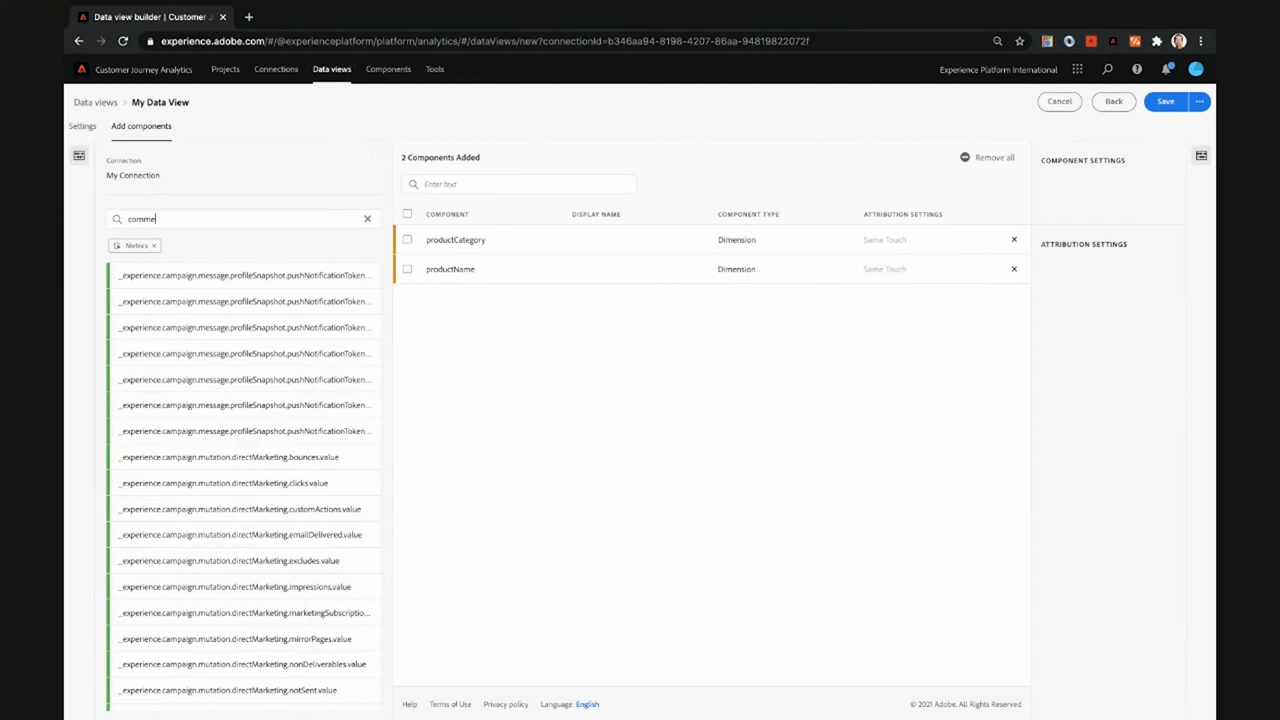 Data view builder | Customer J
experience.adobe.com/#/@experienceplatform/platform/analytics/#/dataViews/new?connectionId=b346aa94-8198-4207-86aa-94819822072f
Customer Journey Analytics Projects Connections Data views Components Tools Experience Platform International
Data views > My Data View Cancel Back Save
Settings Add components
Connection
My Connection
2 Components Added Remove all COMPONENT SETTINGS
Enter text
comme
COMPONENT DISPLAY NAME COMPONENT TYPE ATTRIBUTION SETTINGS
Metrics
productCategory Dimension Same Touch ATTRIBUTION SETTINGS
productName Dimension Same Touch
_experience.campaign.message.profileSnapshot.pushNotificationToken...
_experience.campaign.message.profileSnapshot.pushNotificationToken...
_experience.campaign.message.profileSnapshot.pushNotificationToken...
_experience.campaign.message.profileSnapshot.pushNotificationToken...
_experience.campaign.message.profileSnapshot.pushNotificationToken...
_experience.campaign.message.profileSnapshot.pushNotificationToken...
_experience.campaign.message.profileSnapshot.pushNotificationToken...
_experience.campaign.mutation.directMarketing.bounces.value
_experience.campaign.mutation.directMarketing.clicks.value
_experience.campaign.mutation.directMarketing.customActions.value
_experience.campaign.mutation.directMarketing.emailDelivered.value
_experience.campaign.mutation.directMarketing.excludes.value
_experience.campaign.mutation.directMarketing.impressions.value
_experience.campaign.mutation.directMarketing.marketingSubscriptio...
_experience.campaign.mutation.directMarketing.mirrorPages.value
_experience.campaign.mutation.directMarketing.nonDeliverables.value
_experience.campaign.mutation.directMarketing.notSent.value
Help Terms of Use Privacy policy Language: English © 2021 Adobe. All Rights Reserved